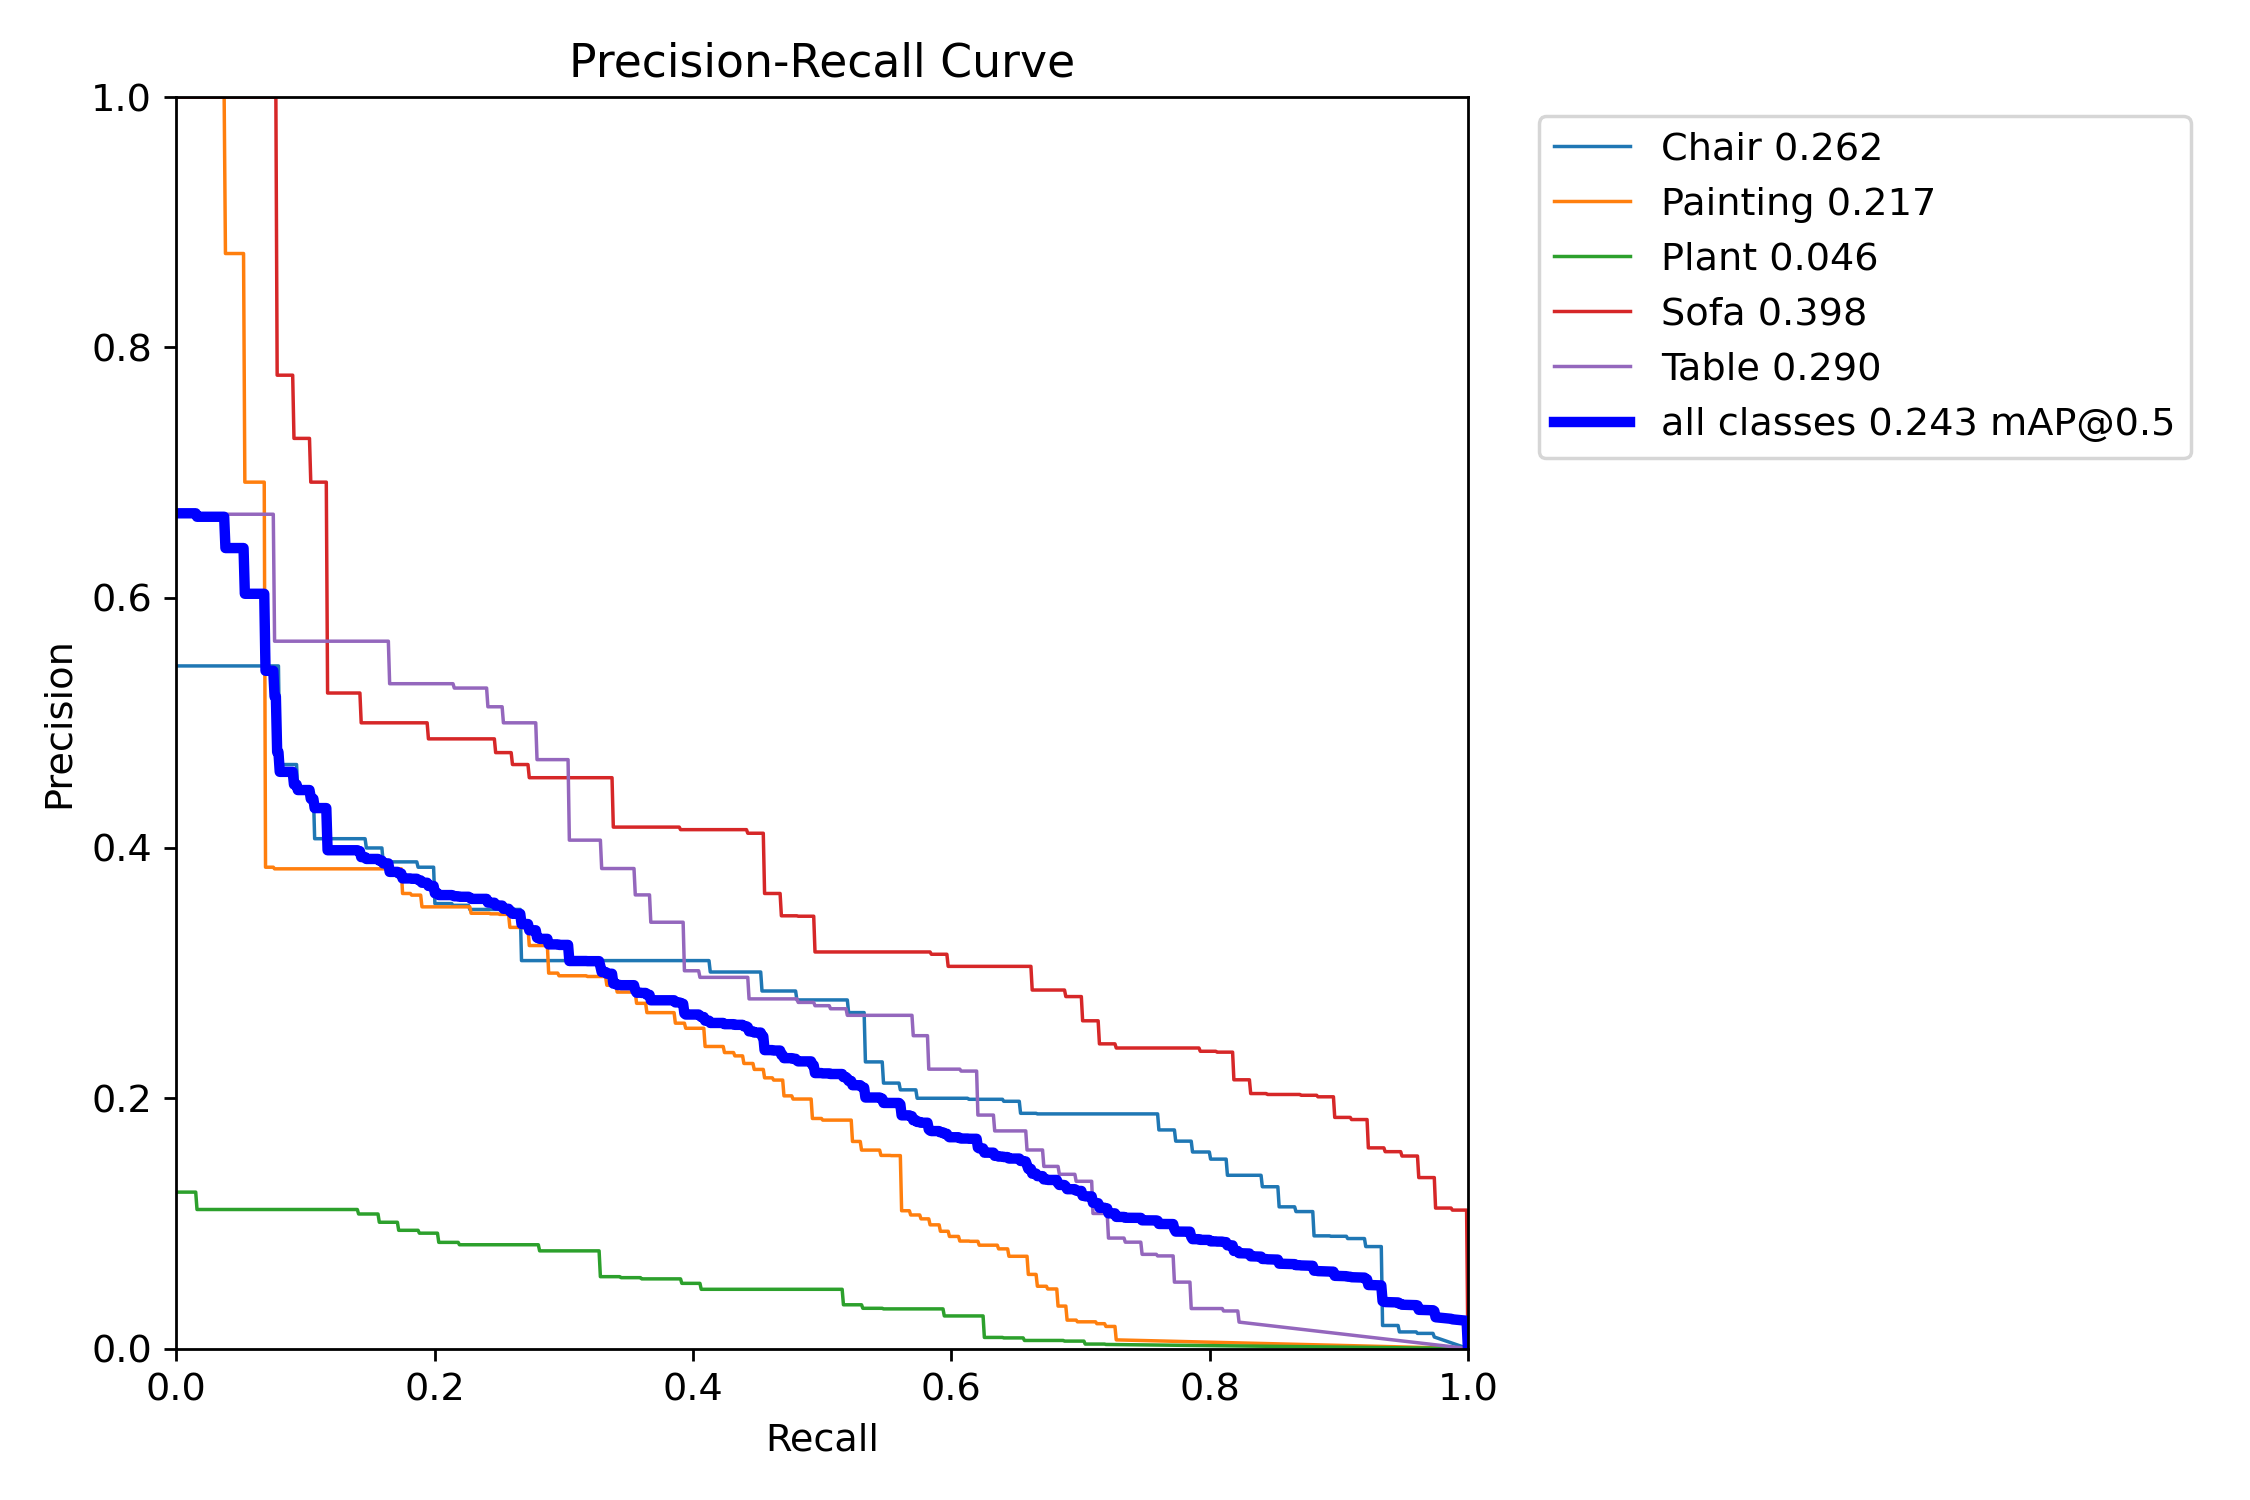 Precision-Recall Curve
1.0
0.8
0.6
0.4
0.2
0.0
Precision
0.0 0.2 0.4 0.6 0.8 1.0
Recall
Chair 0.262
Painting 0.217
Plant 0.046
Sofa 0.398
Table 0.290
all classes 0.243 mAP@0.5